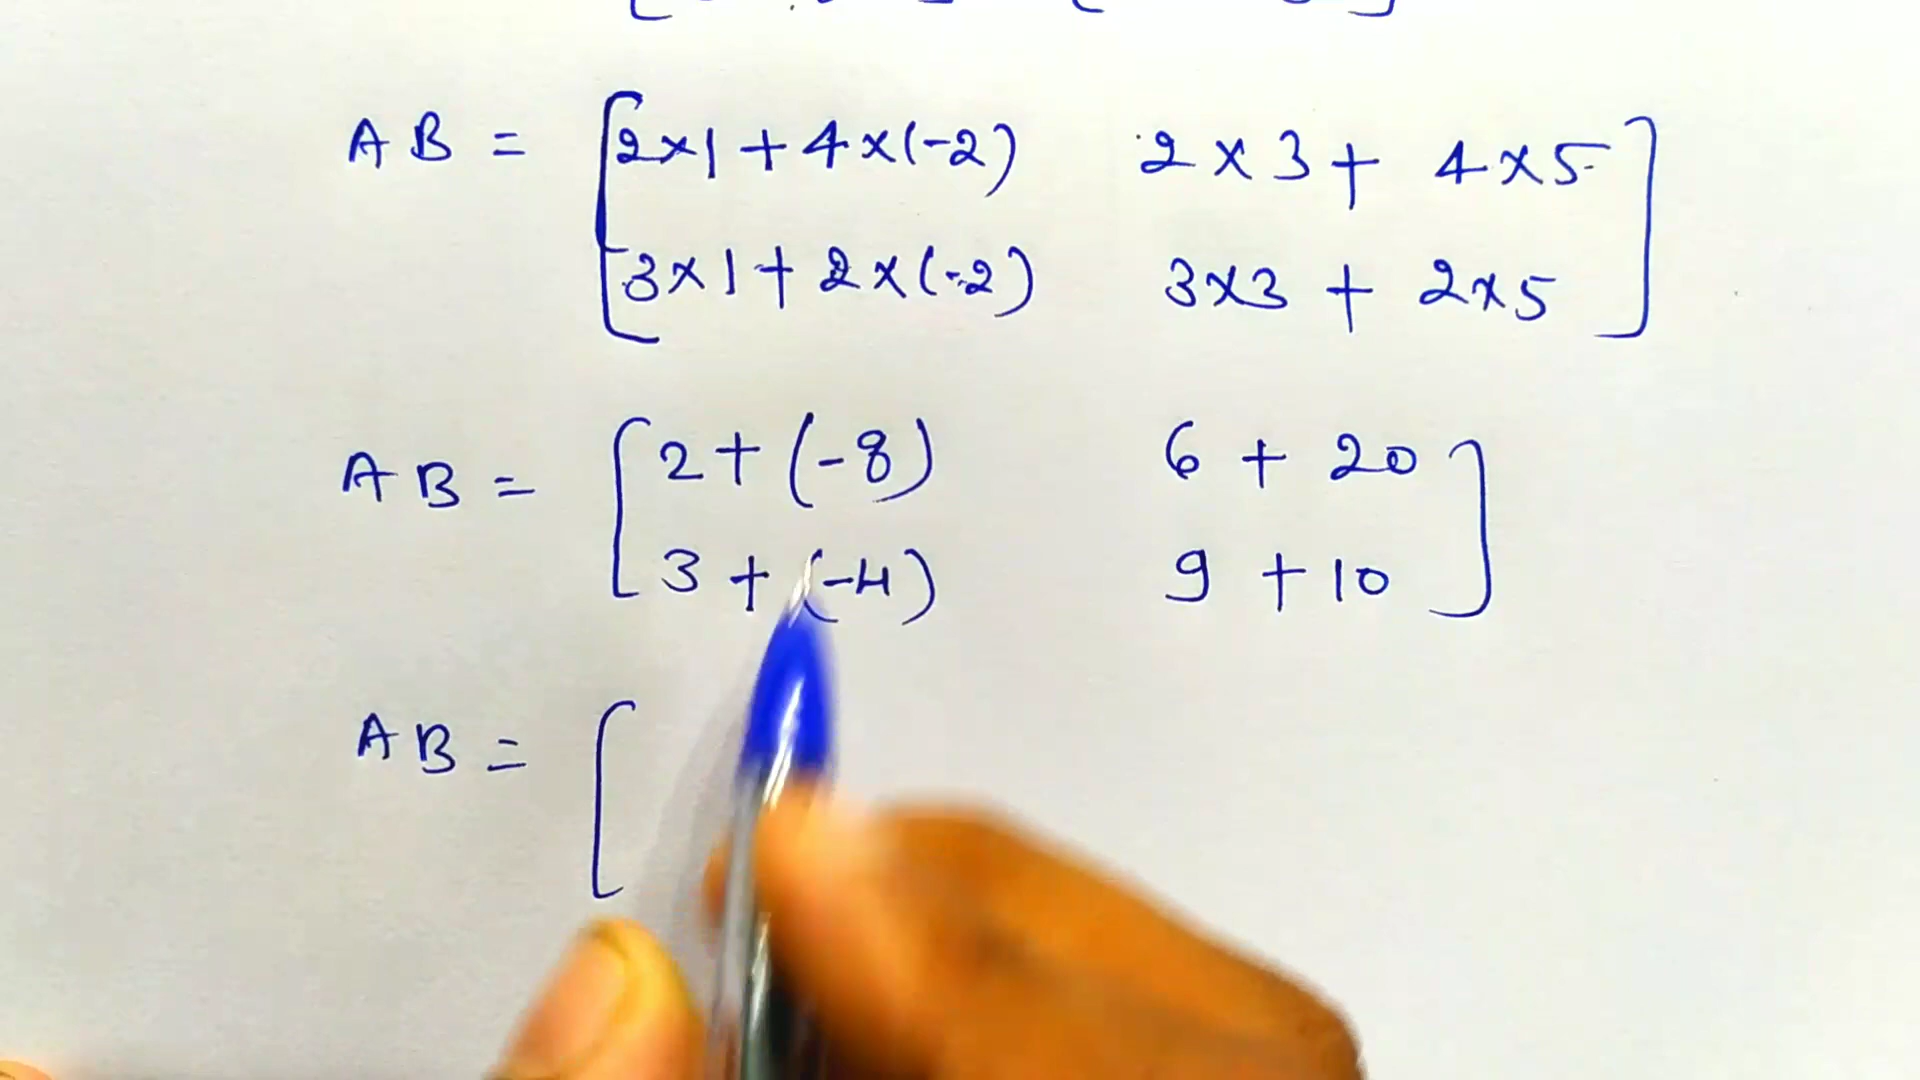 AB = [2×1+4×(-2) 2×3+ 4×5]
[3×1+2×(-2) 3×3 + 2×5]
AB = [2+(-8) 6 + 20]
[3+(-4) 9 +10]
AB = [